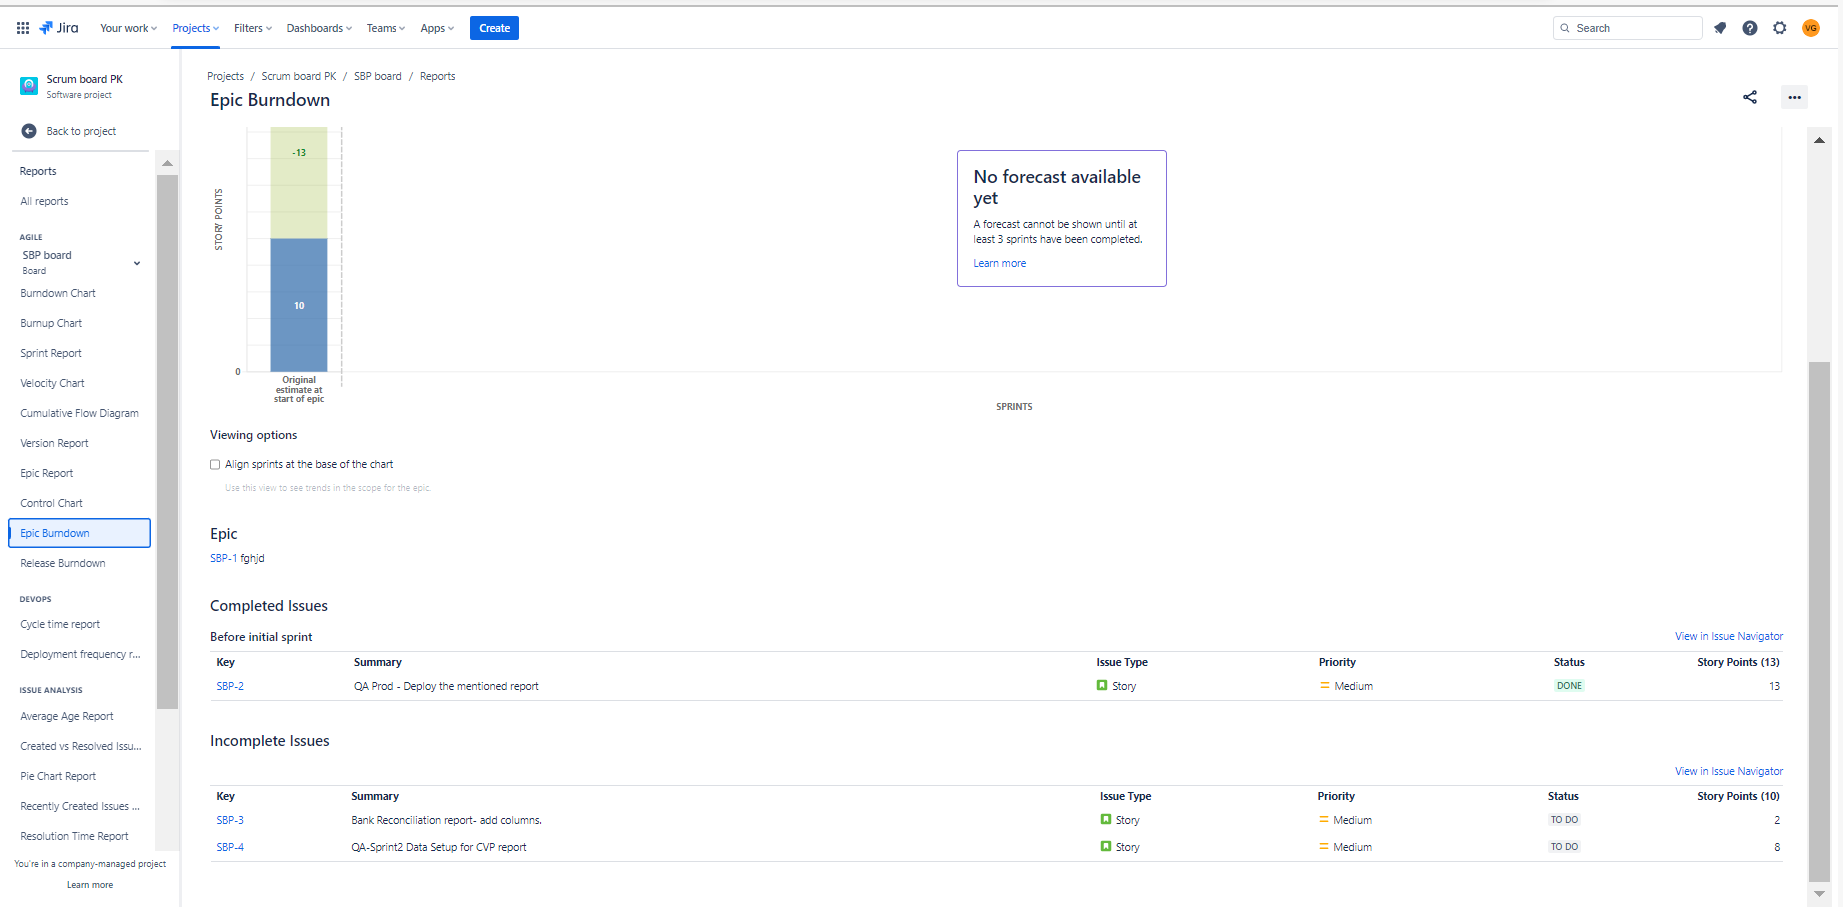 Jira
Your work
Projects
Filters
Dashboards
Teams
Apps
Create
Search
VG
Scrum board PK
Software project
Back to project
Reports
All reports
AGILE
SBP board
Board
Burndown Chart
Burnup Chart
Sprint Report
Velocity Chart
Cumulative Flow Diagram
Version Report
Epic Report
Control Chart
Epic Burndown
Release Burndown
DEVOPS
Cycle time report
Deployment frequency r...
ISSUE ANALYSIS
Average Age Report
Created vs Resolved Issu...
Pie Chart Report
Recently Created Issues ...
Resolution Time Report
You're in a company-managed project
Learn more
Projects / Scrum board PK / SBP board / Reports
Epic Burndown
STORY POINTS
-13
10
0
Original
estimate at
start of epic
SPRINTS
No forecast available
yet
A forecast cannot be shown until at
least 3 sprints have been completed.
Learn more
Viewing options
Align sprints at the base of the chart
Use this view to see trends in the scope for the epic.
Epic
SBP-1 fghjd
Completed Issues
Before initial sprint
View in Issue Navigator
Key Summary Issue Type Priority Status Story Points (13)
SBP-2 QA Prod - Deploy the mentioned report Story Medium DONE 13
Incomplete Issues
View in Issue Navigator
Key Summary Issue Type Priority Status Story Points (10)
SBP-3 Bank Reconciliation report- add columns. Story Medium TO DO 2
SBP-4 QA-Sprint2 Data Setup for CVP report Story Medium TO DO 8